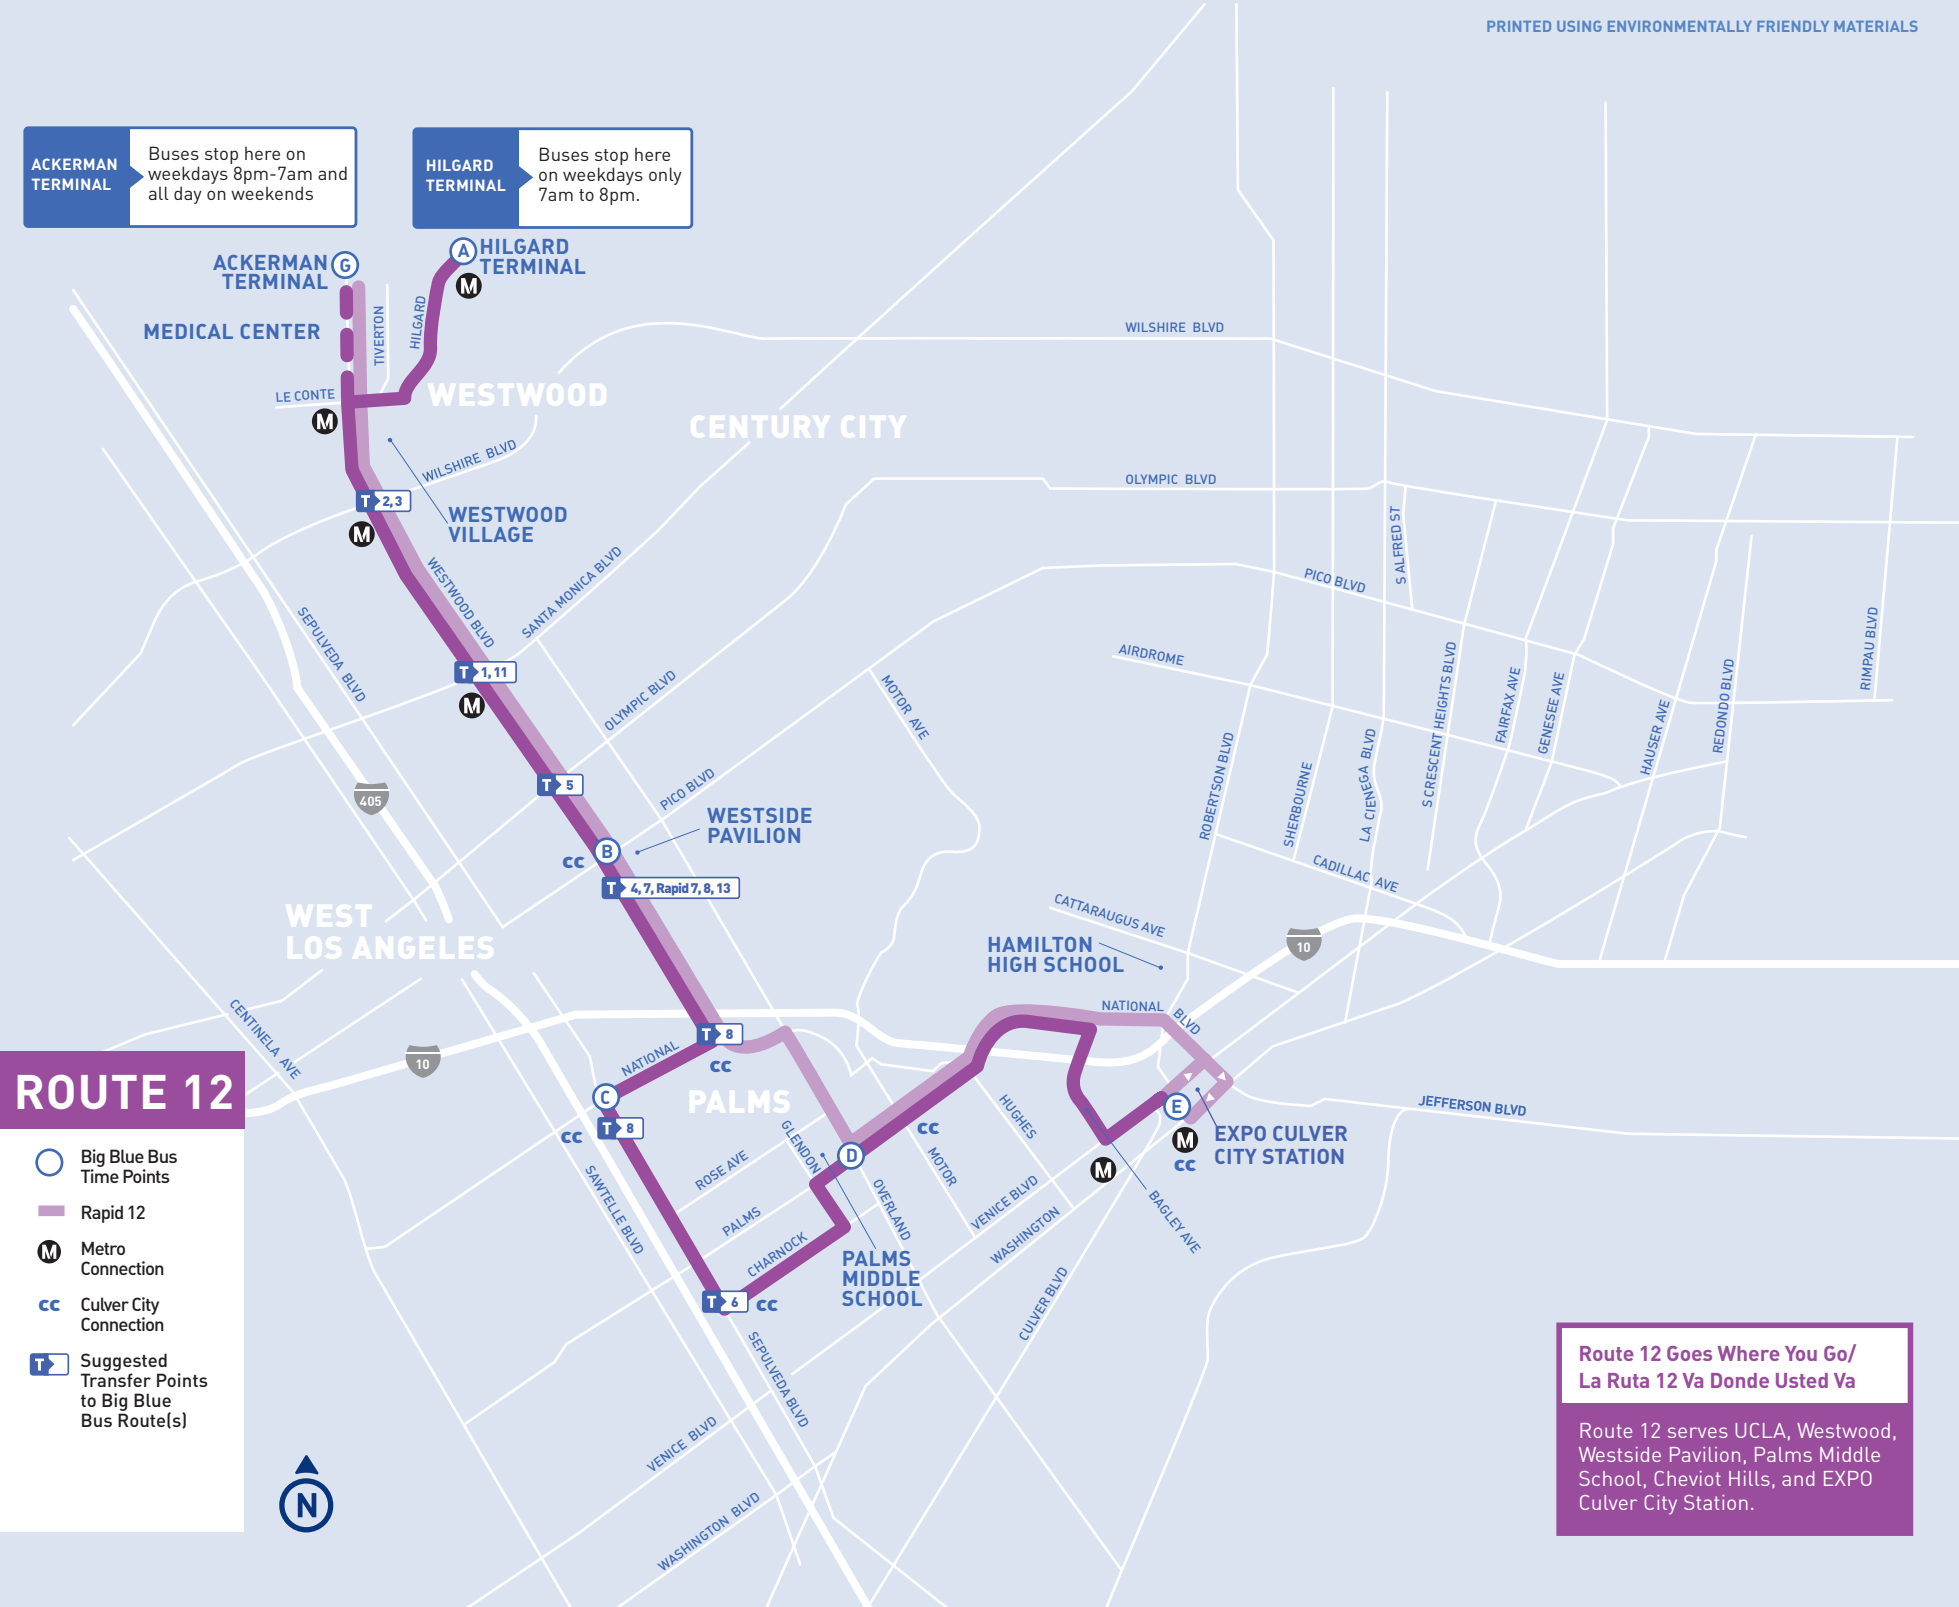 PRINTED USING ENVIRONMENTALLY FRIENDLY MATERIALS
ACKERMAN
TERMINAL
Buses stop here on
weekdays 8pm-7am and
all day on weekends
HILGARD
TERMINAL
Buses stop here
on weekdays only
7am to 8pm.
ACKERMAN
TERMINAL
G
A
HILGARD
TERMINAL
M
MEDICAL CENTER
TIVERTON
HILGARD
LE CONTE
M
WESTWOOD
CENTURY CITY
WILSHIRE BLVD
WILSHIRE BLVD
OLYMPIC BLVD
T 2, 3
M
WESTWOOD
VILLAGE
WESTWOOD BLVD
SANTA MONICA BLVD
SEPULVEDA BLVD
T 1, 11
M
OLYMPIC BLVD
S ALFRED ST
PICO BLVD
AIRDROME
MOTOR AVE
ROBERTSON BLVD
SHERBOURNE
LA CIENEGA BLVD
S CRESCENT HEIGHTS BLVD
FAIRFAX AVE
GENESEE AVE
HAUSER AVE
REDONDO BLVD
RIMPAU BLVD
405
T 5
PICO BLVD
WESTSIDE
PAVILION
B
cc
T 4, 7, Rapid 7, 8, 13
CADILLAC AVE
CATTARAUGUS AVE
WEST
LOS ANGELES
HAMILTON
HIGH SCHOOL
10
CENTINELA AVE
NATIONAL
BLVD
T 8
cc
NATIONAL
10
C
T 8
cc
PALMS
GLENDON
ROSE AVE
PALMS
CHARNOCK
SAWTELLE BLVD
D
cc
HUGHES
MOTOR
OVERLAND
VENICE BLVD
WASHINGTON
CULVER BLVD
E
M
cc
M
EXPO CULVER
CITY STATION
JEFFERSON BLVD
BAGLEY AVE
PALMS
MIDDLE
SCHOOL
T 6
cc
SEPULVEDA BLVD
VENICE BLVD
WASHINGTON BLVD
ROUTE 12
Big Blue Bus
Time Points
Rapid 12
M
Metro
Connection
cc
Culver City
Connection
T
Suggested
Transfer Points
to Big Blue
Bus Route(s)
N
Route 12 Goes Where You Go/
La Ruta 12 Va Donde Usted Va
Route 12 serves UCLA, Westwood,
Westside Pavilion, Palms Middle
School, Cheviot Hills, and EXPO
Culver City Station.